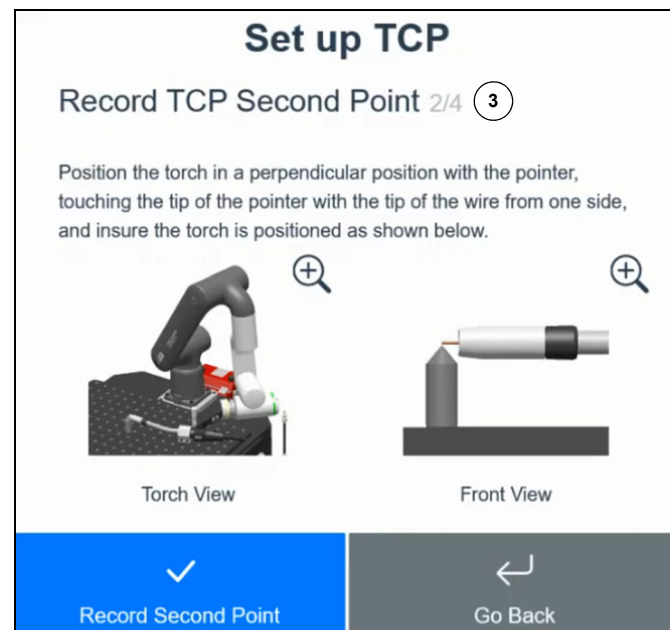 Set up TCP
Record TCP Second Point 2/4 3
Position the torch in a perpendicular position with the pointer,
touching the tip of the pointer with the tip of the wire from one side,
and insure the torch is positioned as shown below.
Torch View Front View
Record Second Point Go Back